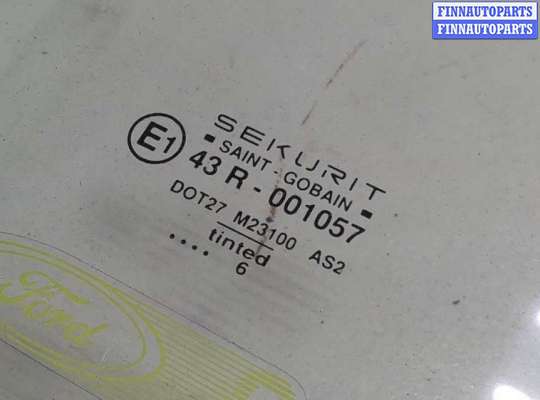 FINNAUTOPARTS
FINNAUTOPARTS
SEKURIT
SAINT-GOBAIN
E1
43 R - 001057
DOT27 M23100 AS2
tinted
.... 6
Ford